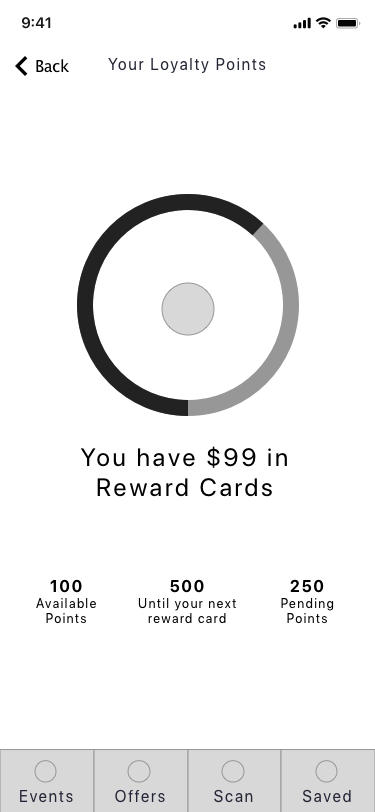 9:41
Back
Your Loyalty Points
You have $99 in
Reward Cards
100
Available
Points
500
Until your next
reward card
250
Pending
Points
Events
Offers
Scan
Saved